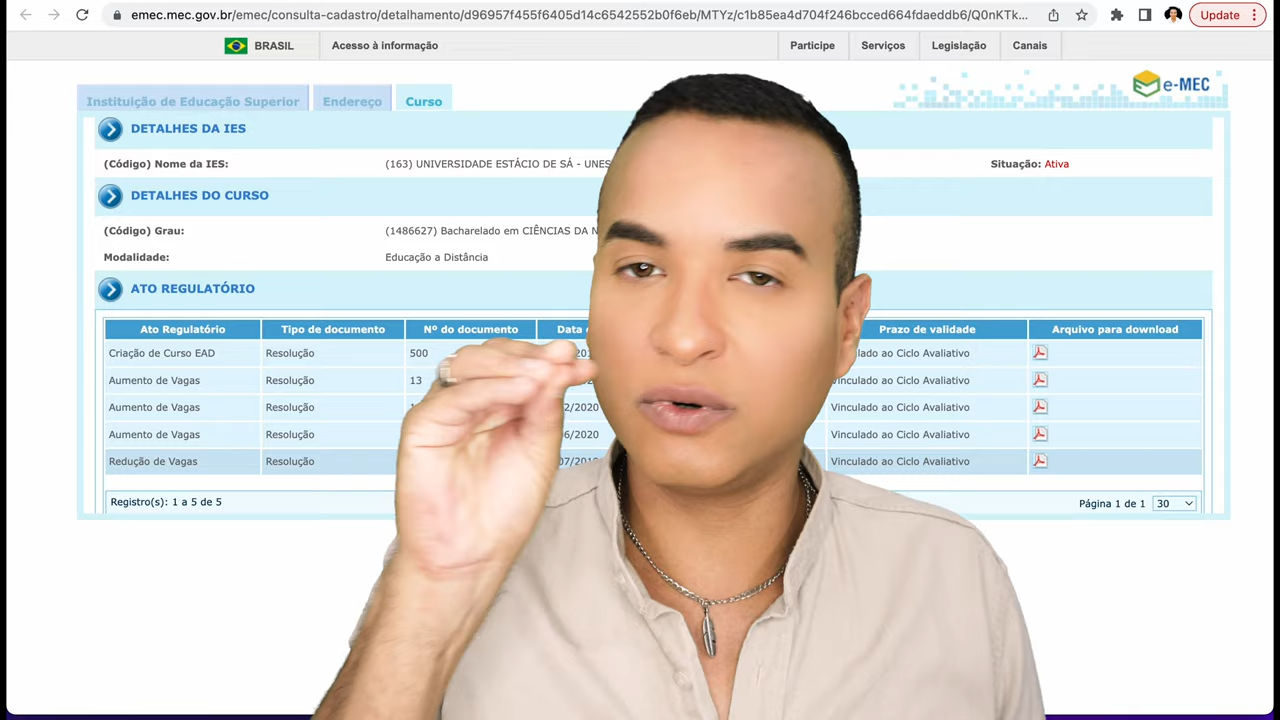 emec.mec.gov.br/emec/consulta-cadastro/detalhamento/d96957f455f6405d14c6542552b0f6eb/MTYz/c1b85ea4d704f246bcced664fdaeddb6/Q0nKTk...
Update
BRASIL Acesso à informação Participe Serviços Legislação Canais
Instituição de Educação Superior Endereço Curso
e-MEC
DETALHES DA IES
(Código) Nome da IES: (163) UNIVERSIDADE ESTÁCIO DE SÁ - UNES Situação: Ativa
DETALHES DO CURSO
(Código) Grau: (1486627) Bacharelado em CIÊNCIAS DA
Modalidade: Educação a Distância
ATO REGULATÓRIO
Ato Regulatório Tipo de documento Nº do documento Data Prazo de validade Arquivo para download
Criação de Curso EAD Resolução 500 Vinculado ao Ciclo Avaliativo
Aumento de Vagas Resolução 13 Vinculado ao Ciclo Avaliativo
Aumento de Vagas Resolução 2/2020 Vinculado ao Ciclo Avaliativo
Aumento de Vagas Resolução 6/2020 Vinculado ao Ciclo Avaliativo
Redução de Vagas Resolução Vinculado ao Ciclo Avaliativo
Registro(s): 1 a 5 de 5 Página 1 de 1 30